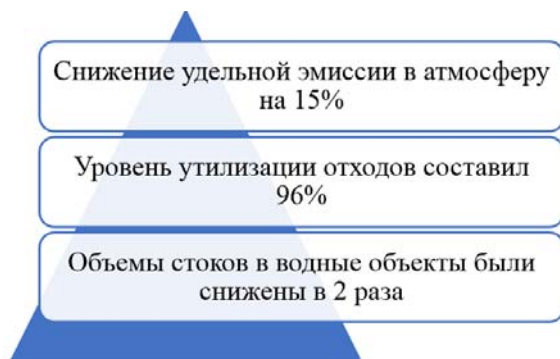 Снижение удельной эмиссии в атмосферу
на 15%
Уровень утилизации отходов составил
96%
Объемы стоков в водные объекты были
снижены в 2 раза